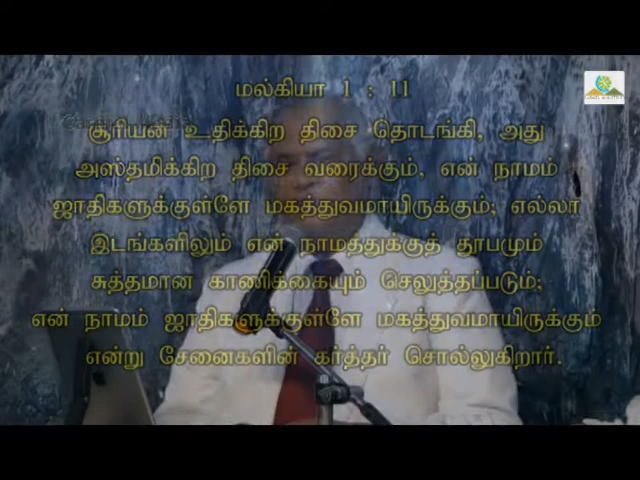 மல்கியா 1 : 11
சூரியன் உதிக்கிற திசை தொடங்கி, அது
அஸ்தமிக்கிற திசை வரைக்கும், என் நாமம்
ஜாதிகளுக்குள்ளே மகத்துவமாயிருக்கும்; எல்லா
இடங்களிலும் என் நாமத்துக்குத் தூபமும்
சுத்தமான காணிக்கையும் செலுத்தப்படும்;
என் நாமம் ஜாதிகளுக்குள்ளே மகத்துவமாயிருக்கும்
என்று சேனைகளின் கர்த்தர் சொல்லுகிறார்.